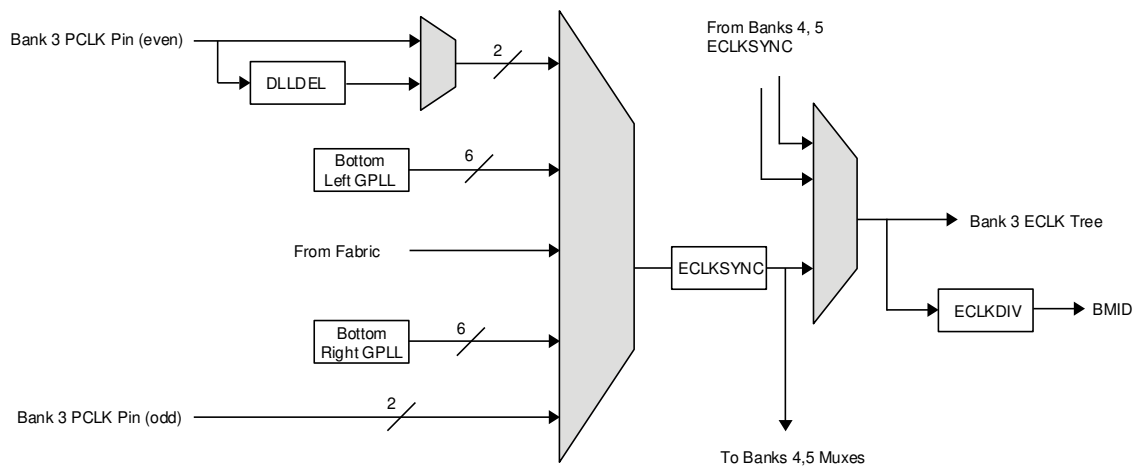 Bank 3 PCLK Pin (even)
DLLDEL
2
From Banks 4, 5
ECLKSYNC
Bottom
Left GPLL
6
From Fabric
Bottom
Right GPLL
6
Bank 3 PCLK Pin (odd)
2
ECLKSYNC
Bank 3 ECLK Tree
ECLKDIV
BMID
To Banks 4,5 Muxes